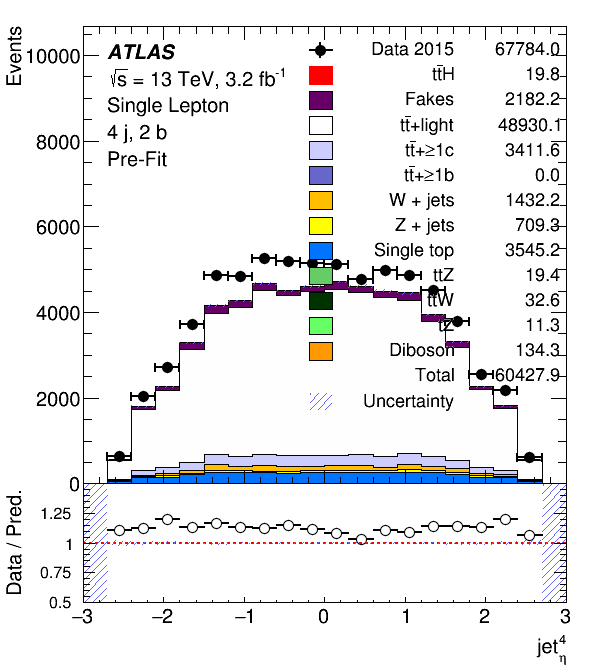 Events
10000
8000
6000
4000
2000
0
ATLAS
√s = 13 TeV, 3.2 fb⁻¹
Single Lepton
4 j, 2 b
Pre-Fit
Data 2015 67784.0
tt̄H 19.8
Fakes 2182.2
tt̄+light 48930.1
tt̄+≥1c 3411.6
tt̄+≥1b 0.0
W + jets 1432.2
Z + jets 709.3
Single top 3545.2
tt̄Z 19.4
tt̄W 32.6
tZ 11.3
Diboson 134.3
Total 60427.9
Uncertainty
Data / Pred.
1.25
1
0.75
0.5
−3 −2 −1 0 1 2 3
jet⁴η